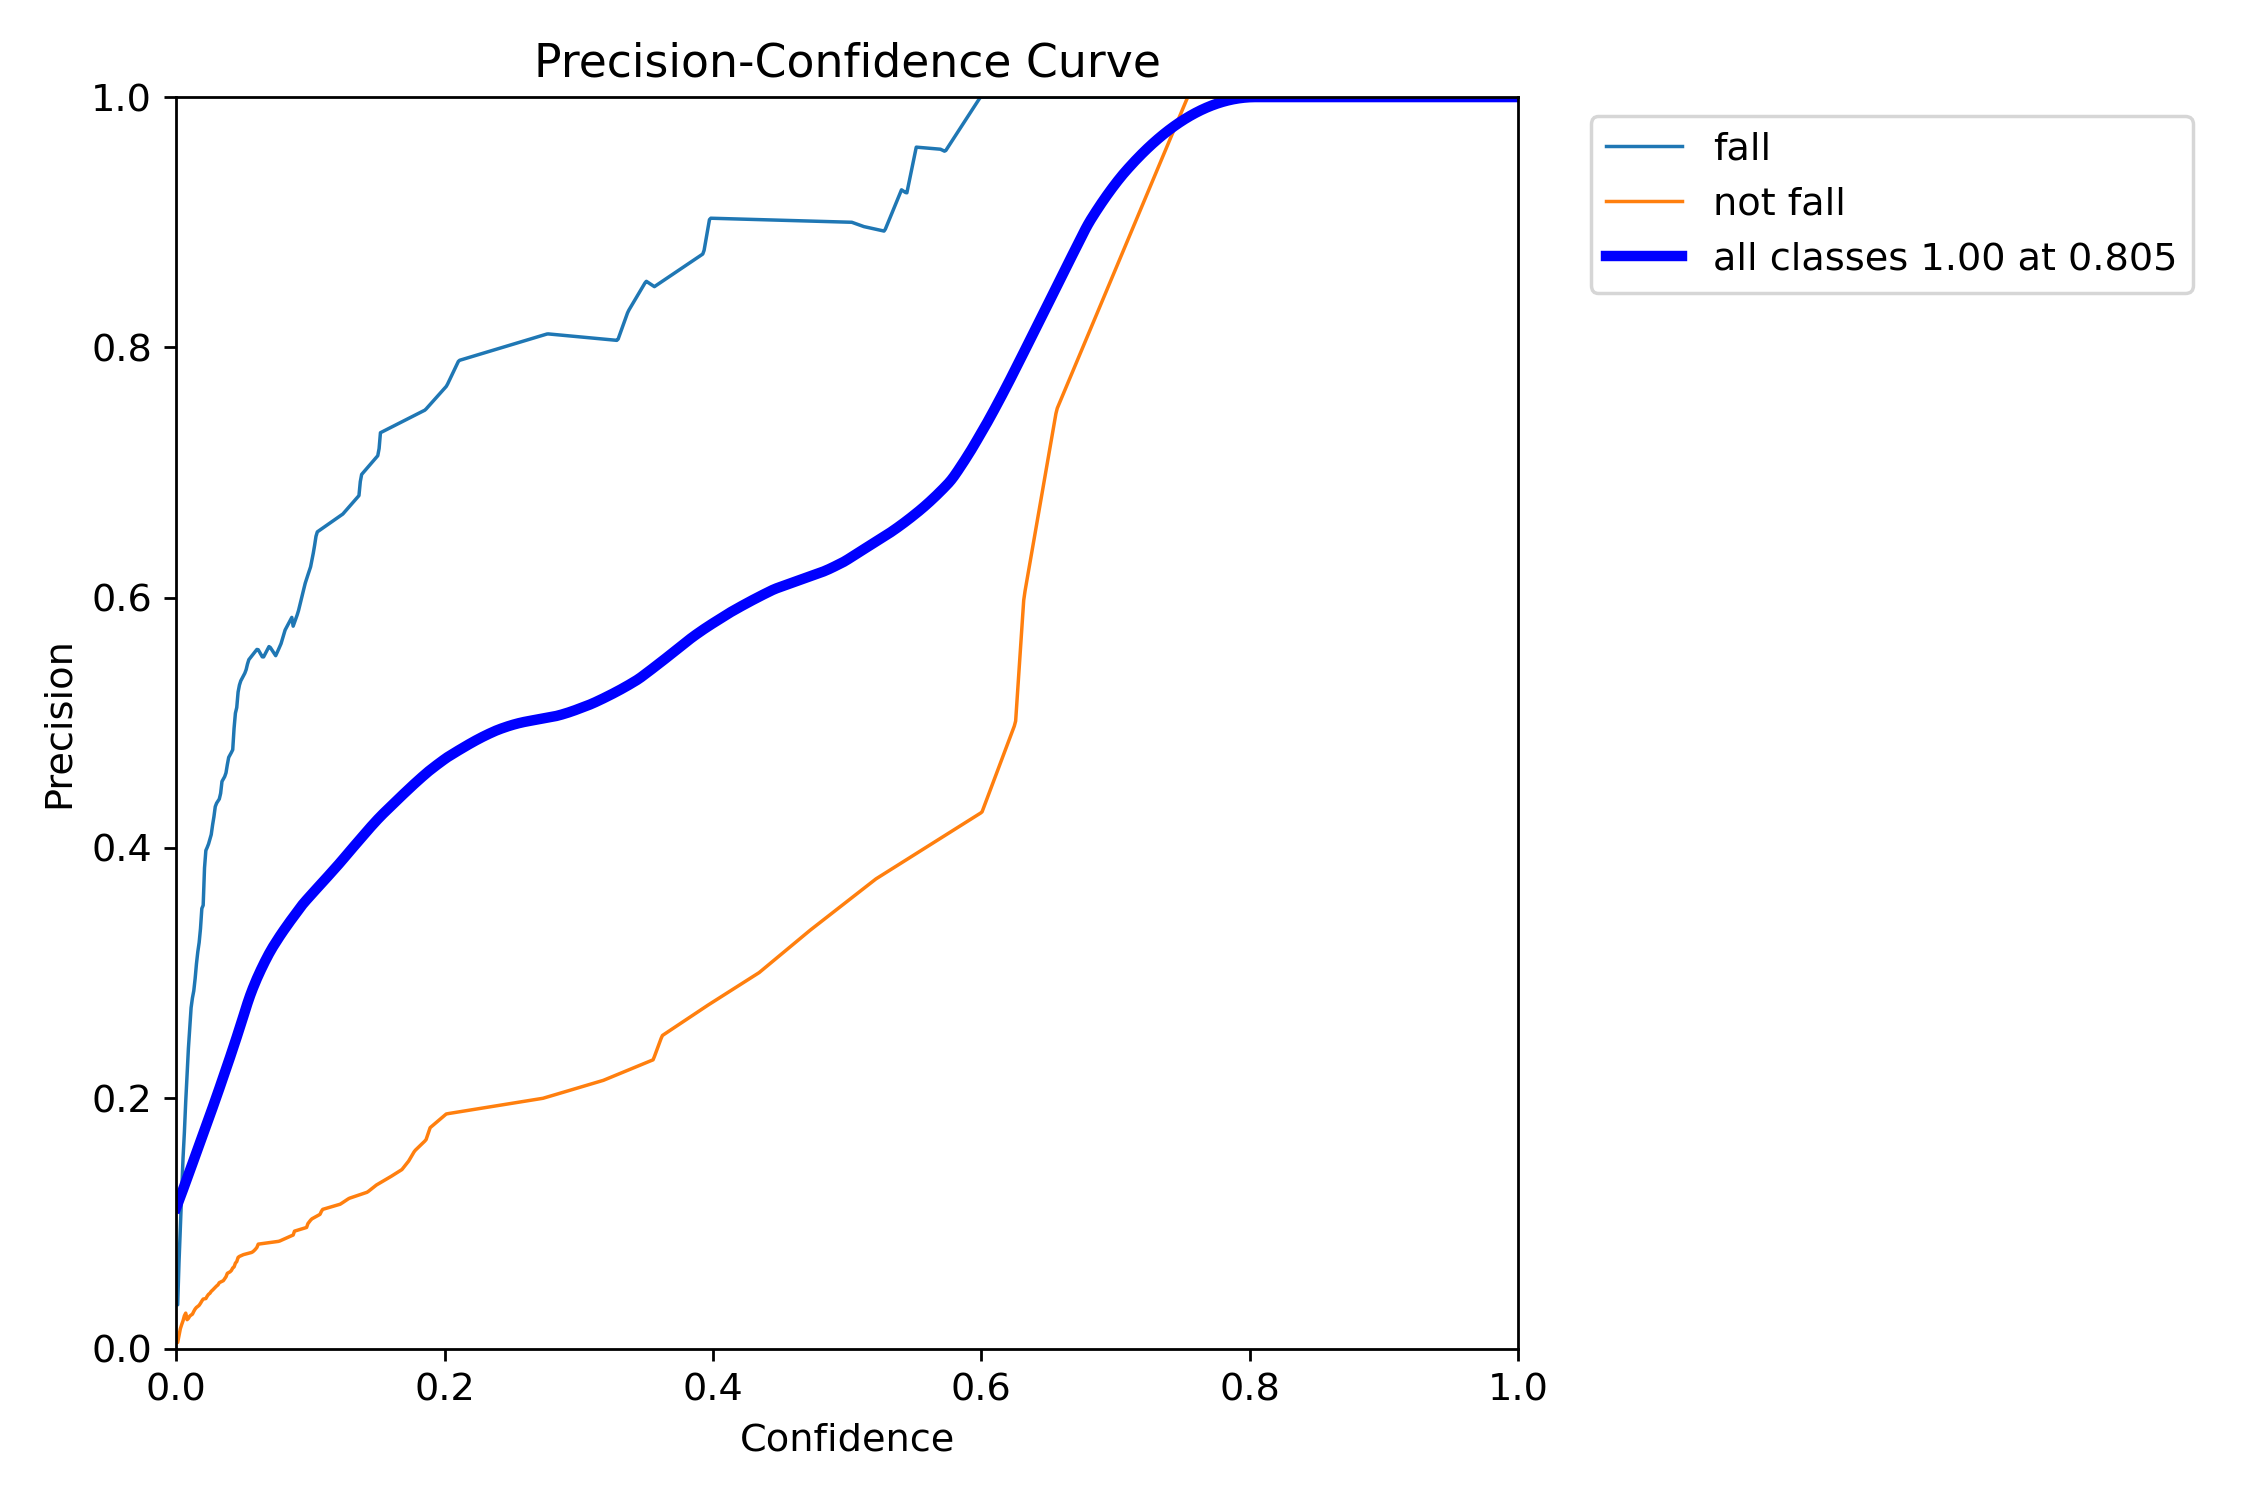 Precision-Confidence Curve
1.0
0.8
0.6
0.4
0.2
0.0
Precision
0.0 0.2 0.4 0.6 0.8 1.0
Confidence
fall
not fall
all classes 1.00 at 0.805